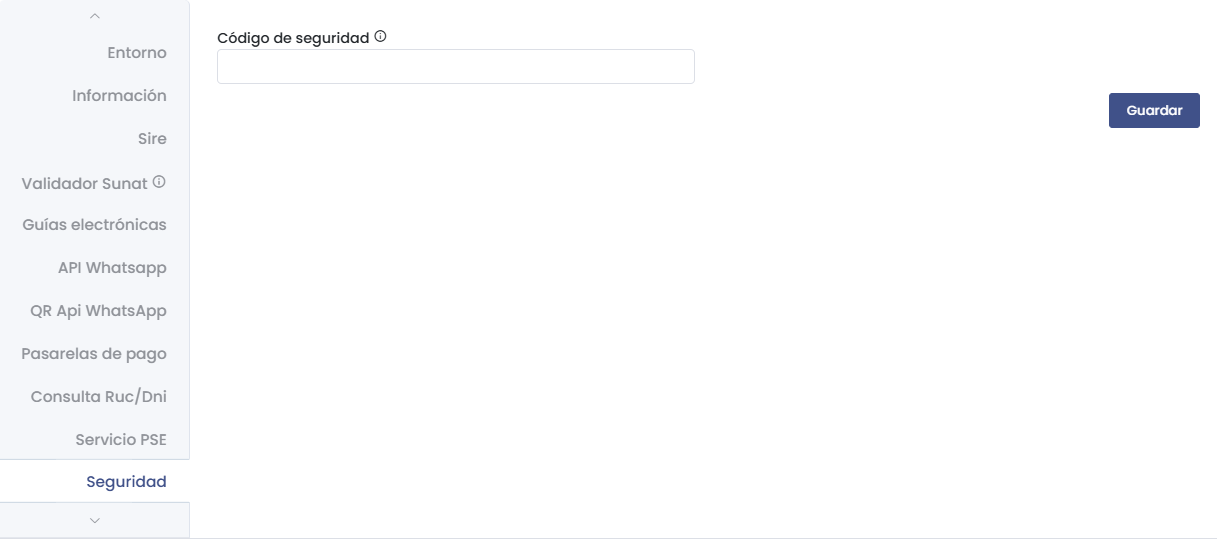 Entorno
Información
Sire
Validador Sunat
Guías electrónicas
API Whatsapp
QR Api WhatsApp
Pasarelas de pago
Consulta Ruc/Dni
Servicio PSE
Seguridad
Código de seguridad
Guardar